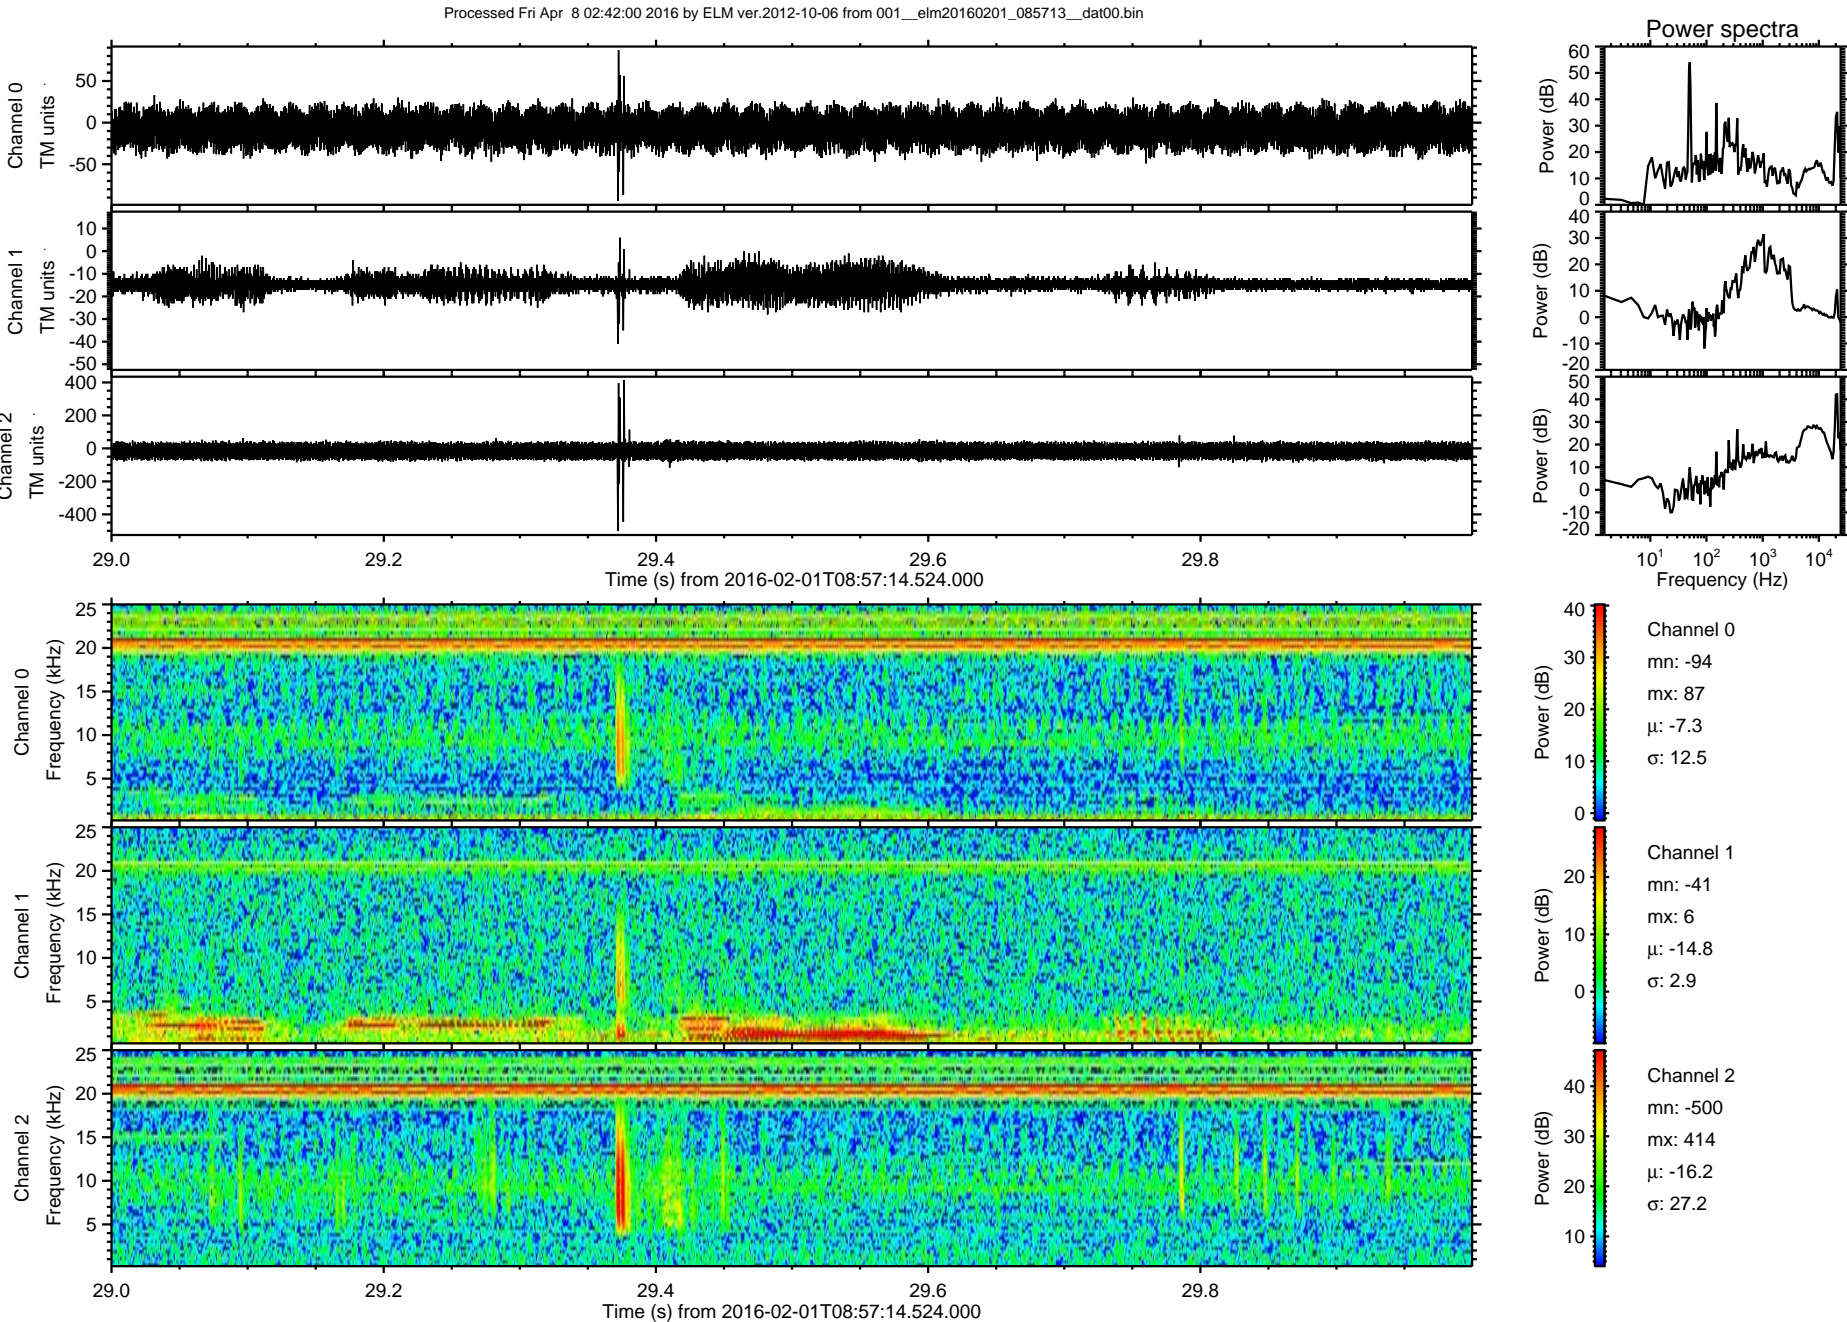 Processed Fri Apr  8 02:42:00 2016 by ELM ver.2012-10-06 from 001__elm20160201_085713__dat00.bin
Power spectra
Channel 0
TM units
50
0
-50
Power (dB)
60
50
40
30
20
10
0
Channel 1
TM units
10
0
-10
-20
-30
-40
-50
Power (dB)
40
30
20
10
0
-10
-20
Channel 2
TM units
400
200
0
-200
-400
Power (dB)
50
40
30
20
10
0
-10
-20
29.0 29.2 29.4 29.6 29.8
Time (s) from 2016-02-01T08:57:14.524.000
10¹ 10² 10³ 10⁴
Frequency (Hz)
Channel 0
Frequency (kHz)
25
20
15
10
5
Power (dB)
40
30
20
10
0
Channel 0
mn: -94
mx: 87
μ: -7.3
σ: 12.5
Channel 1
Frequency (kHz)
25
20
15
10
5
Power (dB)
20
10
0
Channel 1
mn: -41
mx: 6
μ: -14.8
σ: 2.9
Channel 2
Frequency (kHz)
25
20
15
10
5
Power (dB)
40
30
20
10
Channel 2
mn: -500
mx: 414
μ: -16.2
σ: 27.2
29.0 29.2 29.4 29.6 29.8
Time (s) from 2016-02-01T08:57:14.524.000